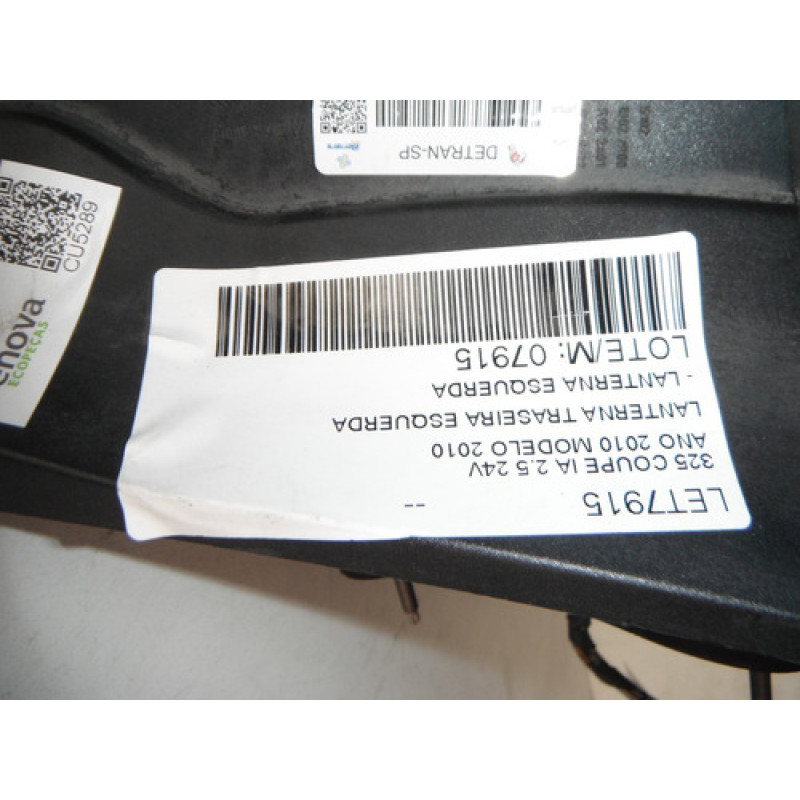 LET7915
--
325 COUPE IA 2.5 24V
ANO 2010 MODELO 2010
LANTERNA TRASEIRA ESQUERDA
- LANTERNA ESQUERDA
LOTE/M: 07915
DETRAN-SP
CU5289
enova
ECOPEÇAS